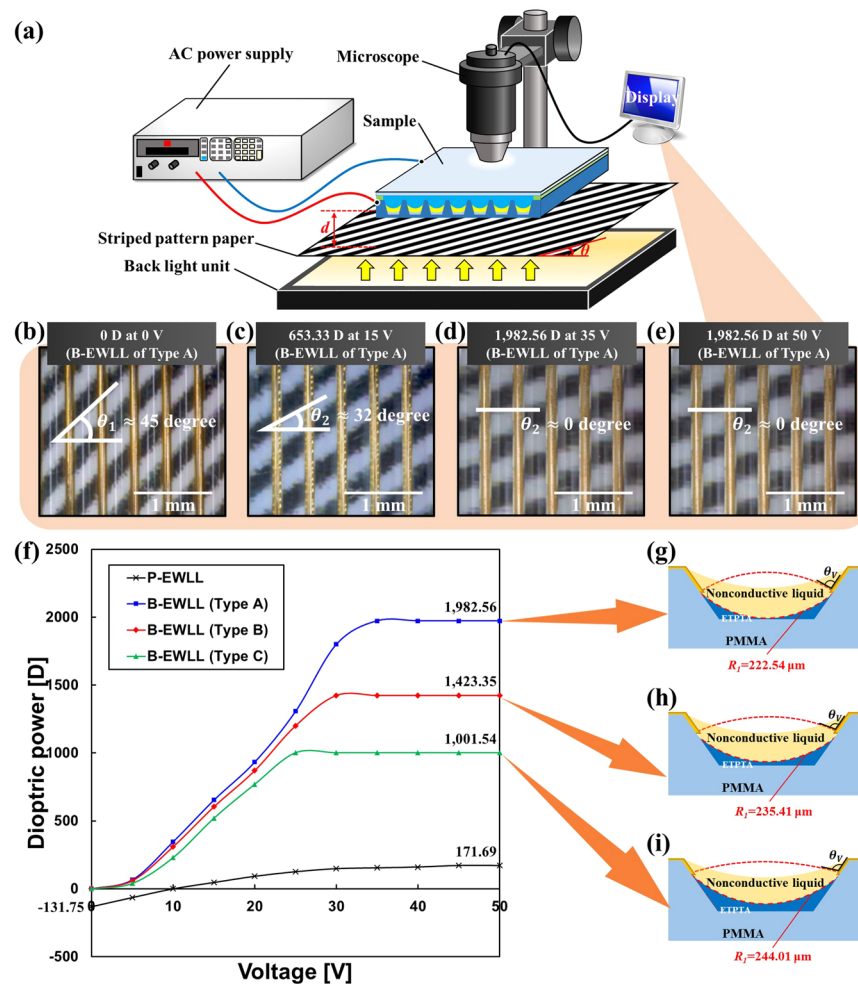 (a)
AC power supply
Microscope
Display
Sample
d
Striped pattern paper
θ
Back light unit
(b)
0 D at 0 V
(B-EWLL of Type A)
θ₁ ≈ 45 degree
1 mm
(c)
653.33 D at 15 V
(B-EWLL of Type A)
θ₂ ≈ 32 degree
1 mm
(d)
1,982.56 D at 35 V
(B-EWLL of Type A)
θ₂ ≈ 0 degree
1 mm
(e)
1,982.56 D at 50 V
(B-EWLL of Type A)
θ₂ ≈ 0 degree
1 mm
(f)
Dioptric power [D]
2500
2000
1500
1000
500
0
-131.75
-500
P-EWLL
B-EWLL (Type A)
B-EWLL (Type B)
B-EWLL (Type C)
1,982.56
1,423.35
1,001.54
171.69
0 10 20 30 40 50
Voltage [V]
(g)
θV
Nonconductive liquid
ETPTA
PMMA
R₁=222.54 μm
(h)
θV
Nonconductive liquid
ETPTA
PMMA
R₁=235.41 μm
(i)
θV
Nonconductive liquid
ETPTA
PMMA
R₁=244.01 μm